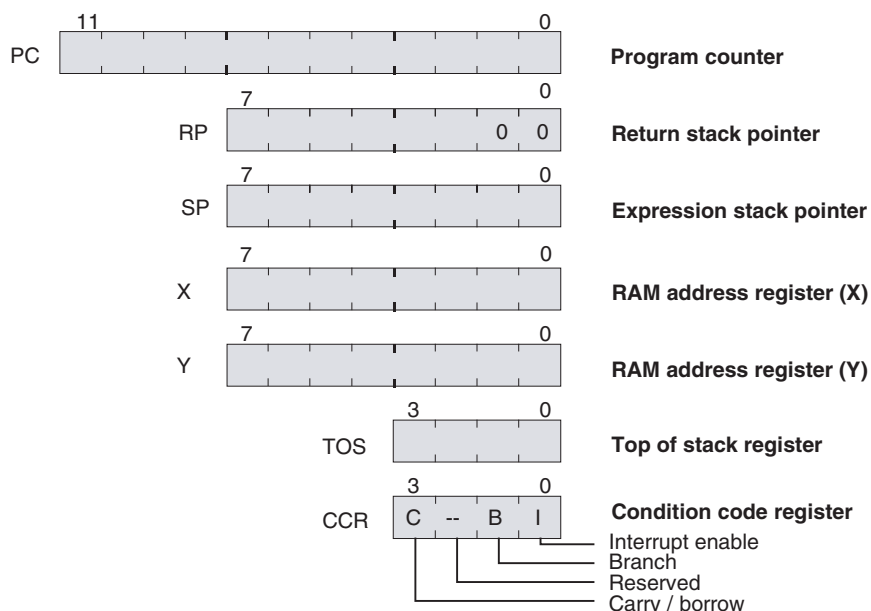 11 0
PC Program counter
7 0
RP 0 0 Return stack pointer
7 0
SP Expression stack pointer
7 0
X RAM address register (X)
7 0
Y RAM address register (Y)
3 0
TOS Top of stack register
3 0
CCR C -- B I Condition code register
Interrupt enable
Branch
Reserved
Carry / borrow